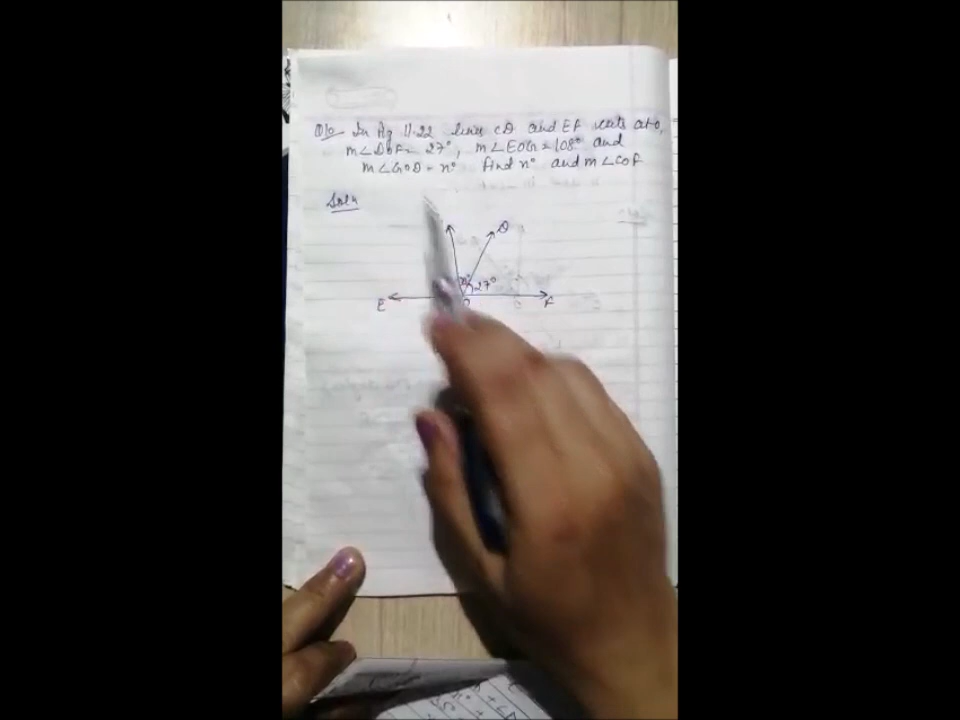 Q10 In fig 11.22 lines CD and EF at O,
m∠DOF = 27°, m∠EOG = 108° and
m∠GOD = n° find n° and m∠COF
Soln
D
n°
27°
E
O
F